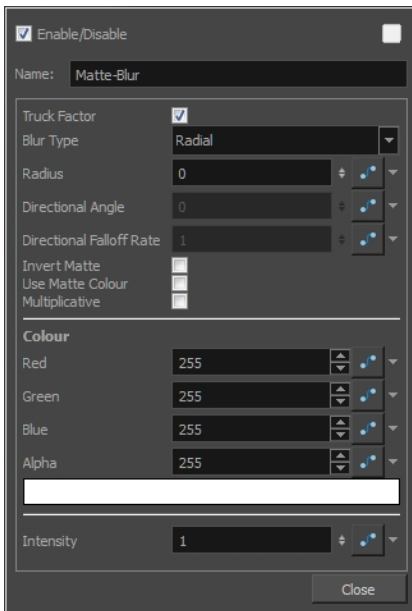 Enable/Disable
Name: Matte-Blur
Truck Factor
Blur Type Radial
Radius 0
Directional Angle 0
Directional Falloff Rate 1
Invert Matte
Use Matte Colour
Multiplicative
Colour
Red 255
Green 255
Blue 255
Alpha 255
Intensity 1
Close